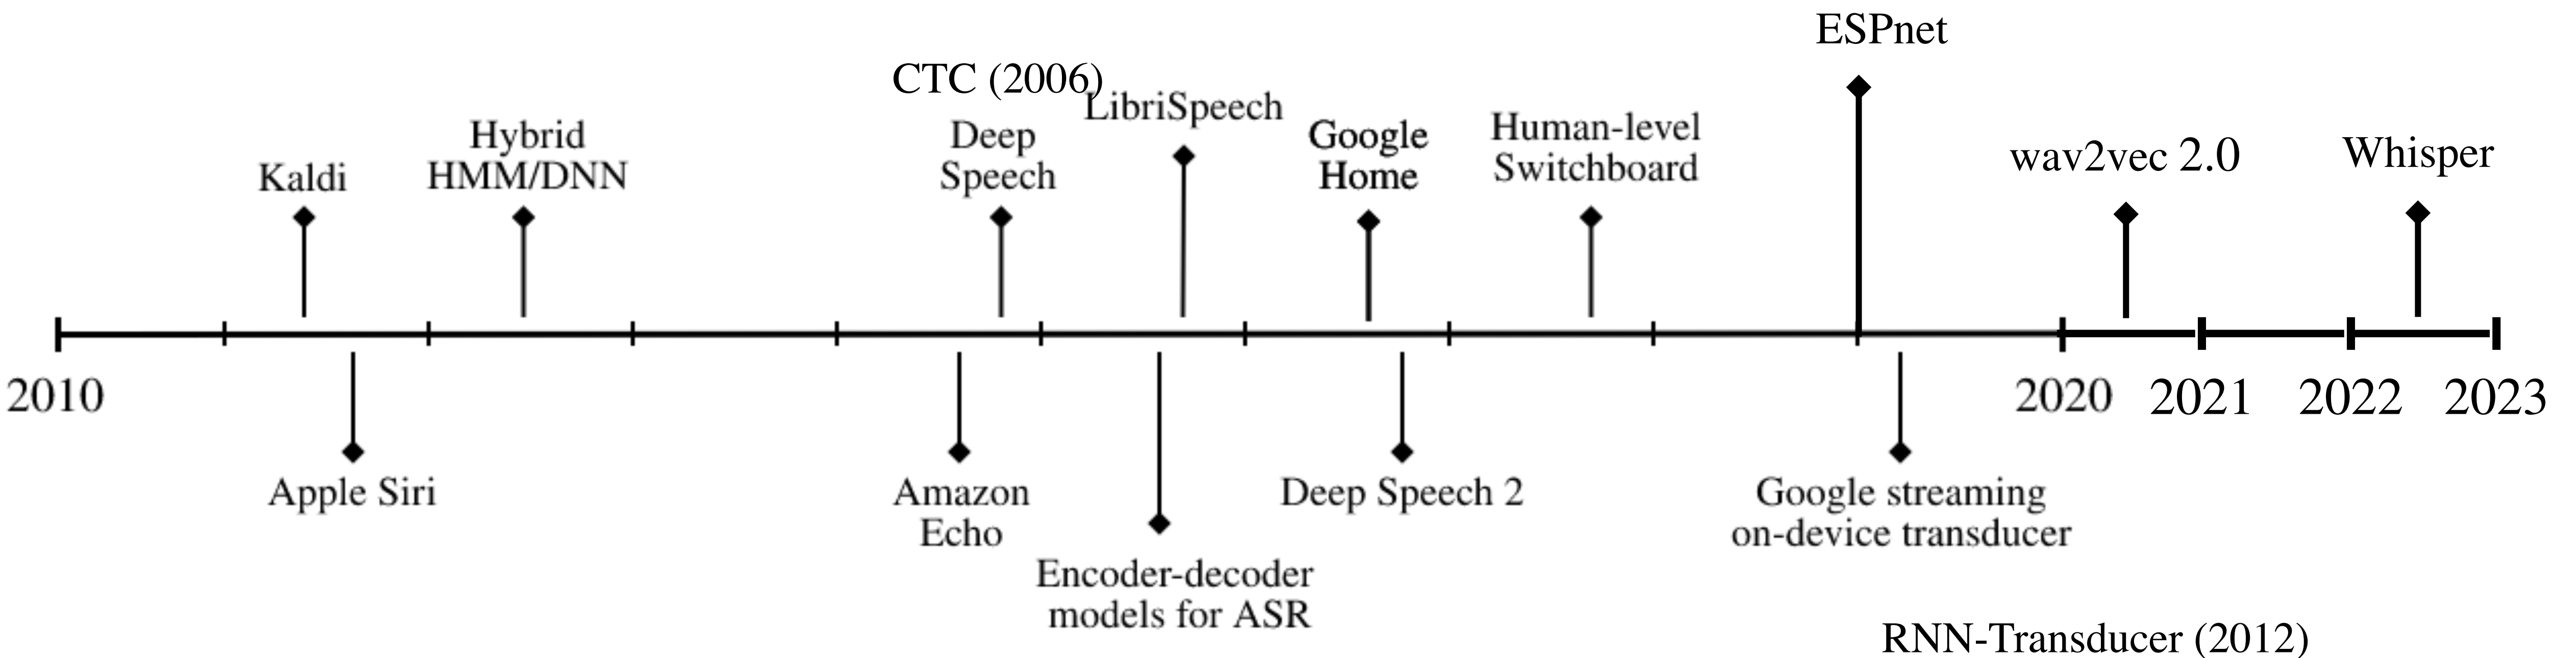 ESPnet
CTC (2006)
LibriSpeech
Kaldi
Hybrid
HMM/DNN
Deep
Speech
Google
Home
Human-level
Switchboard
wav2vec 2.0
Whisper
2010
2020
2021
2022
2023
Apple Siri
Amazon
Echo
Encoder-decoder
models for ASR
Deep Speech 2
Google streaming
on-device transducer
RNN-Transducer (2012)